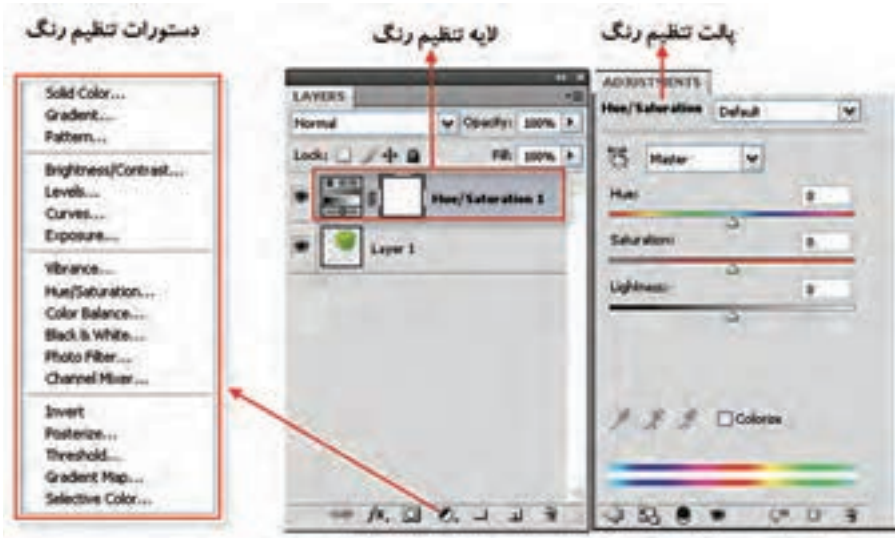 دستورات تنظیم رنگ
لایه تنظیم رنگ
پالت تنظیم رنگ
Solid Color...
Gradient...
Pattern...
Brightness/Contrast...
Levels...
Curves...
Exposure...
Vibrance...
Hue/Saturation...
Color Balance...
Black & White...
Photo Filter...
Channel Mixer...
Invert
Posterize...
Threshold...
Gradient Map...
Selective Color...
LAYERS
Normal Opacity: 100%
Lock: Fill: 100%
Hue/Saturation 1
Layer 1
fx
ADJUSTMENTS
Hue/Saturation Default
Master
Hue: 0
Saturation: 0
Lightness: 0
Colorize